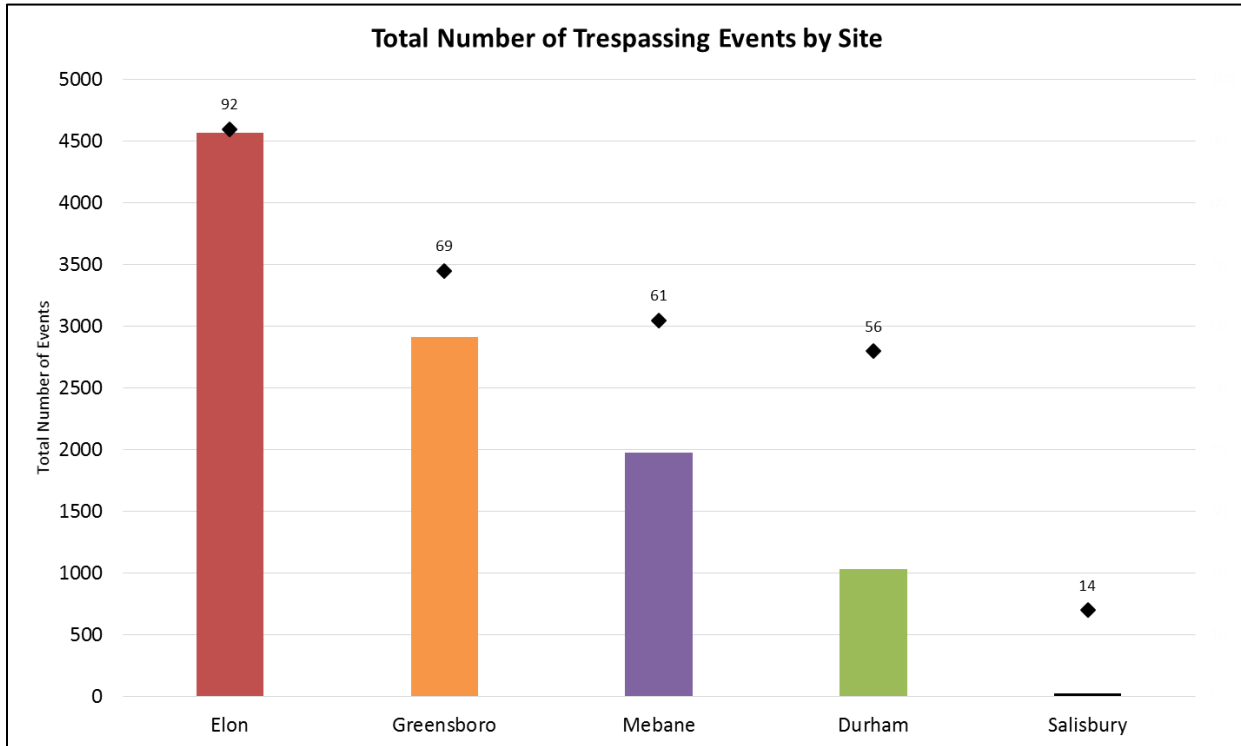 Total Number of Trespassing Events by Site
Total Number of Events
5000
4500
4000
3500
3000
2500
2000
1500
1000
500
0
92
69
61
56
14
Elon
Greensboro
Mebane
Durham
Salisbury